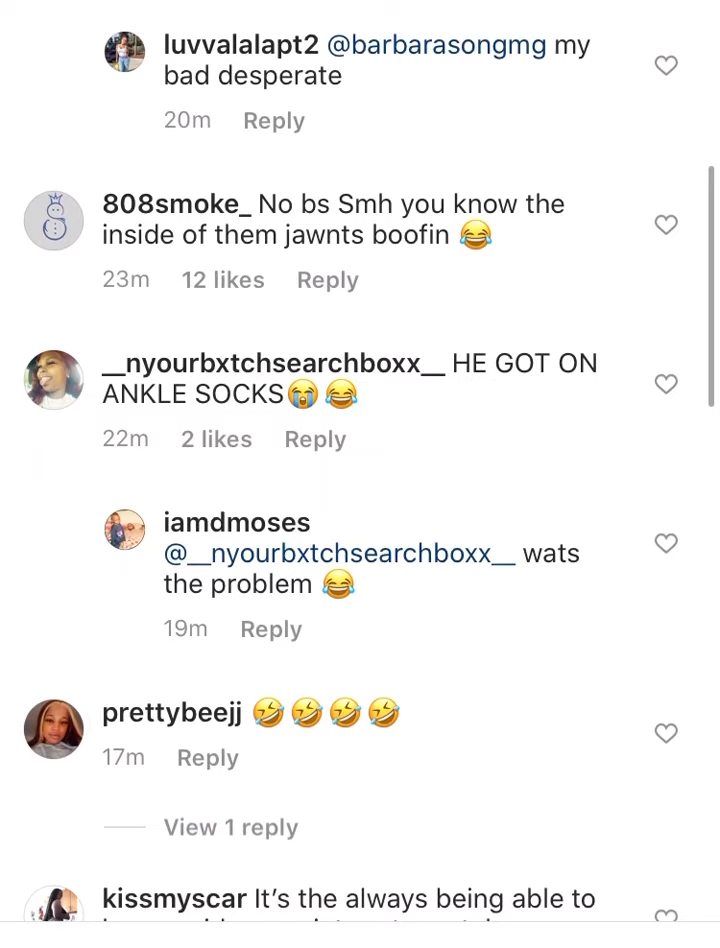 luvvalalapt2 @barbarasongmg my
bad desperate
20m Reply
808smoke_ No bs Smh you know the
inside of them jawnts boofin 😂
23m 12 likes Reply
__nyourbxtchsearchboxx__ HE GOT ON
ANKLE SOCKS😭😂
22m 2 likes Reply
iamdmoses
@__nyourbxtchsearchboxx__ wats
the problem 😂
19m Reply
prettybeejj 🤣🤣🤣🤣
17m Reply
View 1 reply
kissmyscar It’s the always being able to